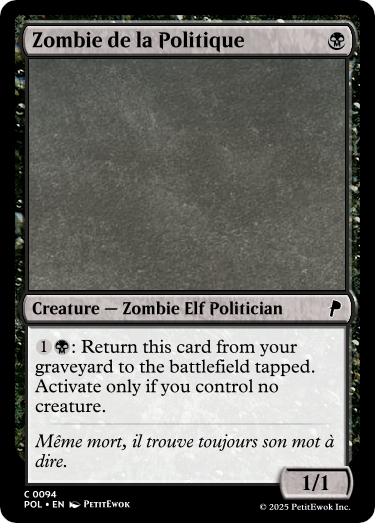 Zombie de la Politique
Creature — Zombie Elf Politician
1 : Return this card from your
graveyard to the battlefield tapped.
Activate only if you control no
creature.
Même mort, il trouve toujours son mot à
dire.
1/1
C 0094
POL • EN PetitEwok
© 2025 PetitEwok Inc.